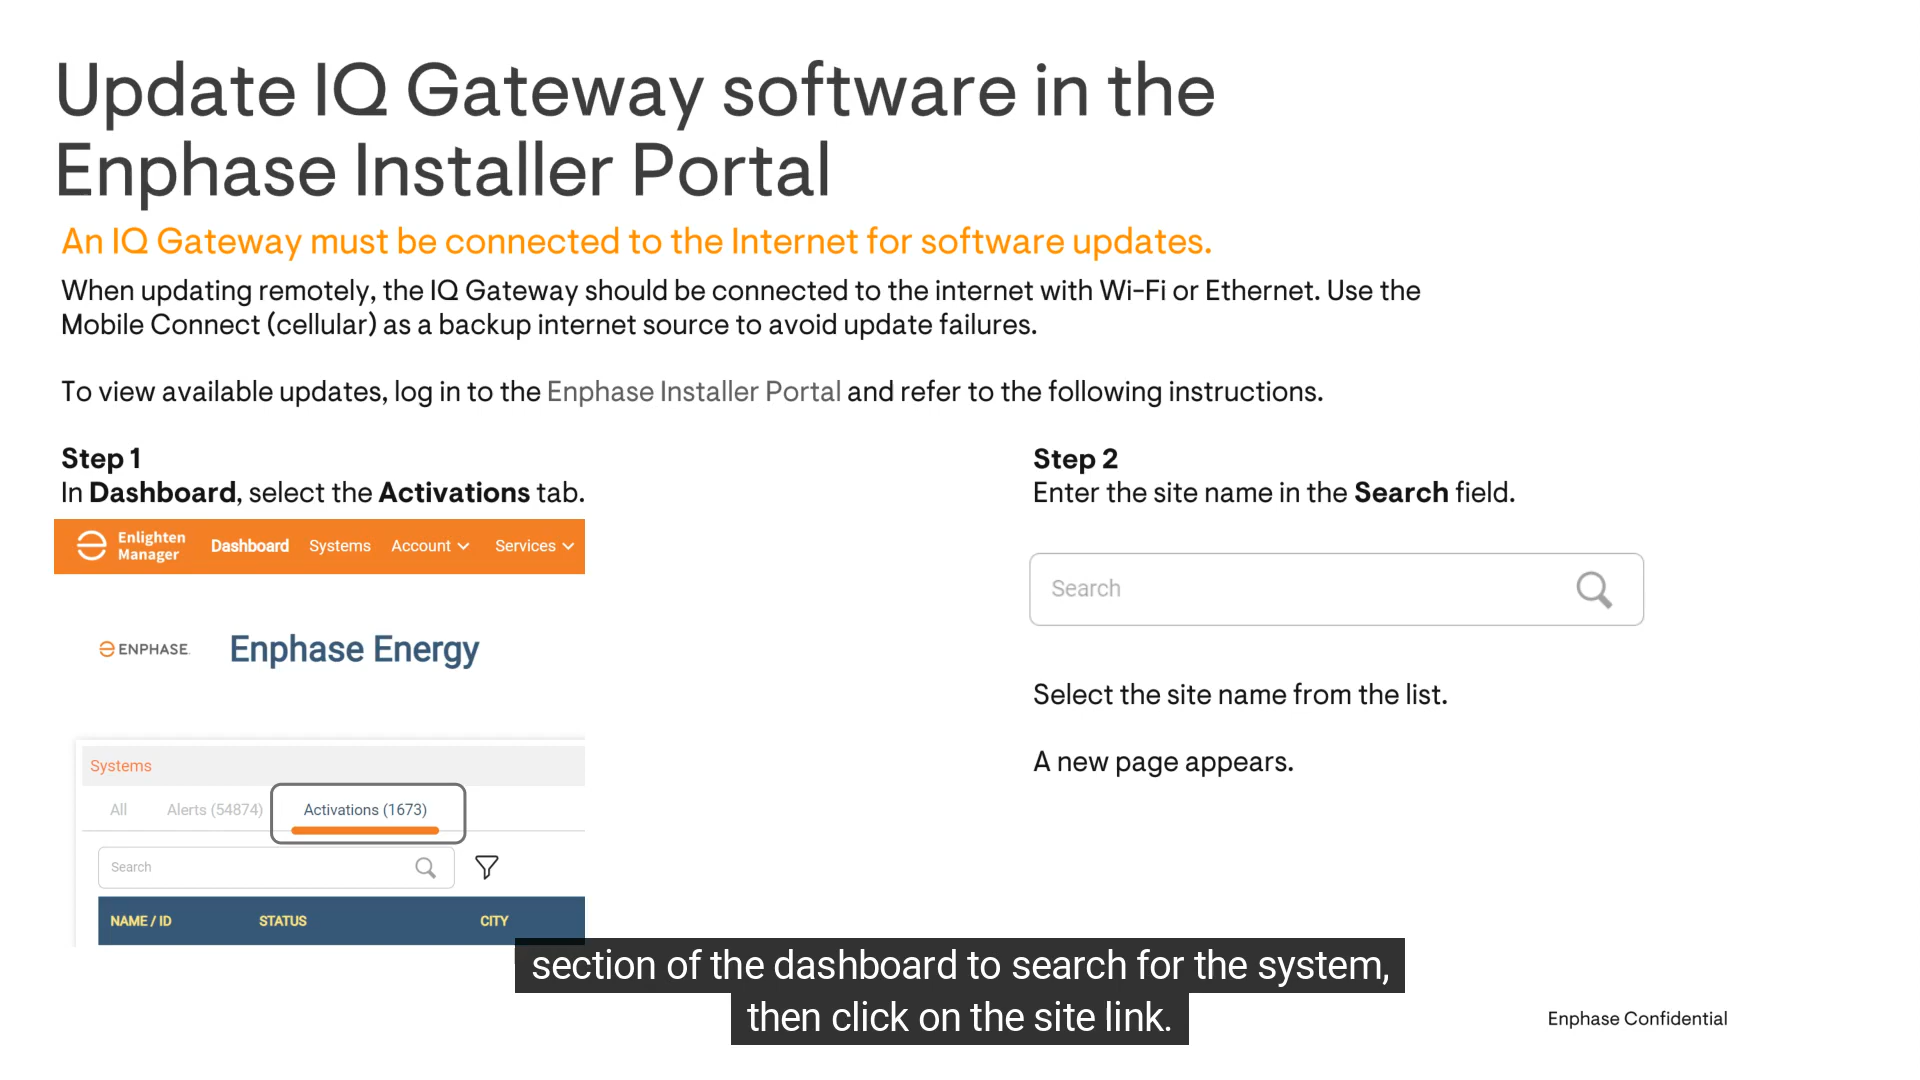 Update IQ Gateway software in the
Enphase Installer Portal
An IQ Gateway must be connected to the Internet for software updates.
When updating remotely, the IQ Gateway should be connected to the internet with Wi-Fi or Ethernet. Use the
Mobile Connect (cellular) as a backup internet source to avoid update failures.
To view available updates, log in to the Enphase Installer Portal and refer to the following instructions.
Step 1
In Dashboard, select the Activations tab.
Enlighten
Manager
Dashboard Systems Account Services
ENPHASE
Enphase Energy
Systems
All Alerts (54874) Activations (1673)
Search
NAME / ID STATUS CITY
Step 2
Enter the site name in the Search field.
Search
Select the site name from the list.
A new page appears.
section of the dashboard to search for the system,
then click on the site link.
Enphase Confidential